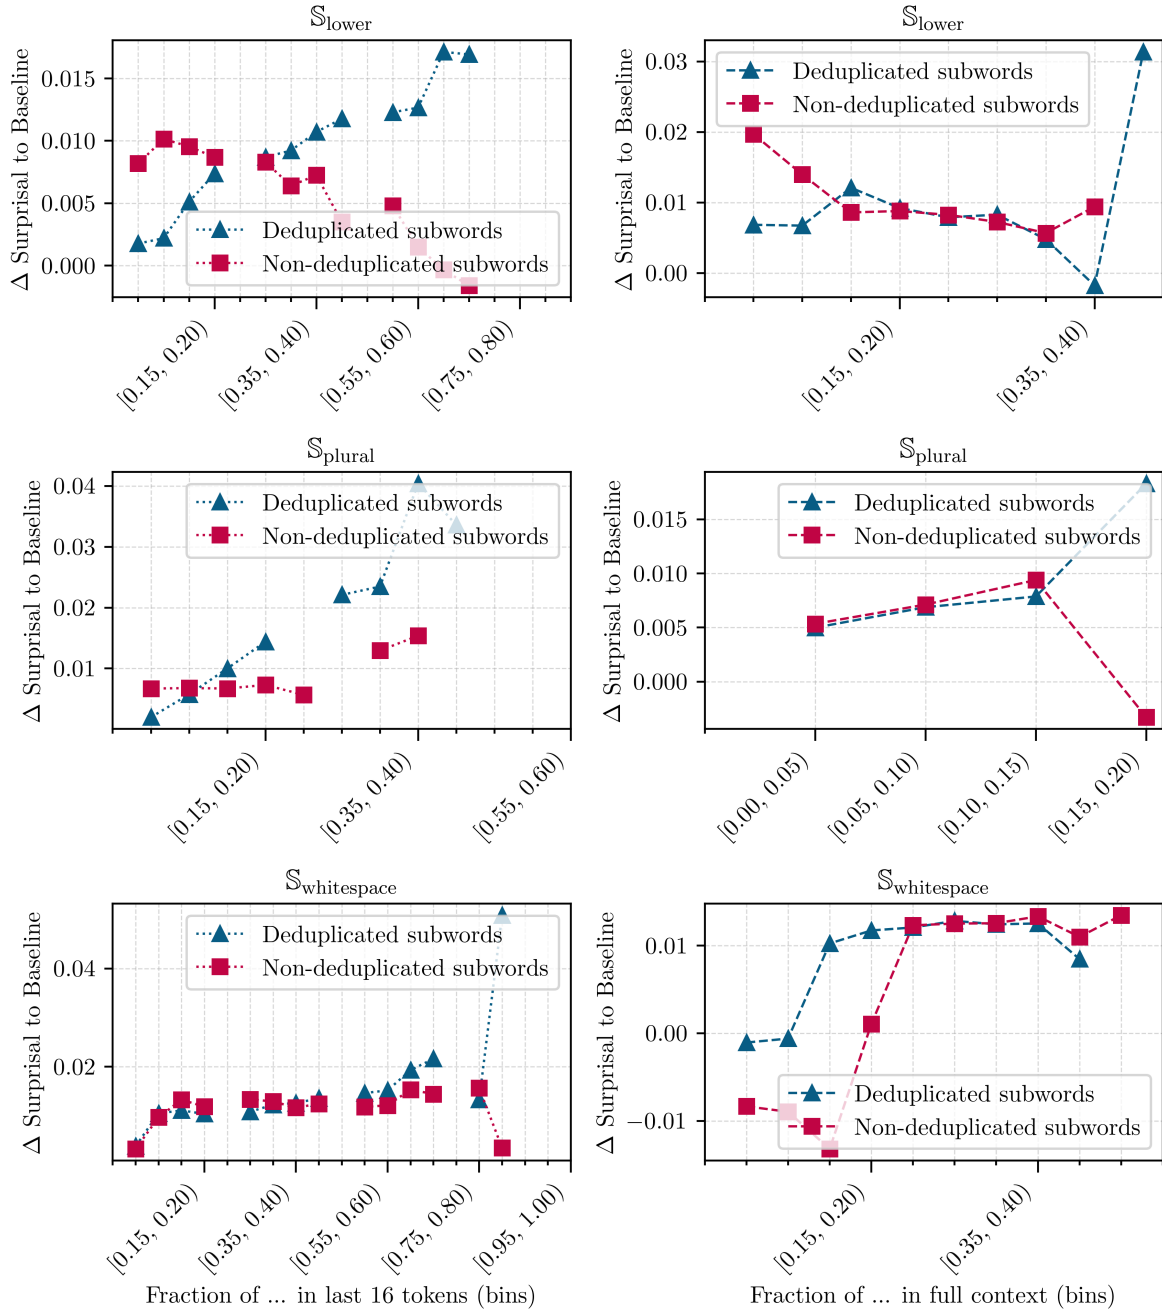 𝕊lower
Δ Surprisal to Baseline
0.015
0.010
0.005
0.000
Deduplicated subwords
Non-deduplicated subwords
[0.15, 0.20)
[0.35, 0.40)
[0.55, 0.60)
[0.75, 0.80)
𝕊lower
Δ Surprisal to Baseline
0.03
0.02
0.01
0.00
Deduplicated subwords
Non-deduplicated subwords
[0.15, 0.20)
[0.35, 0.40)
𝕊plural
Δ Surprisal to Baseline
0.04
0.03
0.02
0.01
Deduplicated subwords
Non-deduplicated subwords
[0.15, 0.20)
[0.35, 0.40)
[0.55, 0.60)
𝕊plural
Δ Surprisal to Baseline
0.015
0.010
0.005
0.000
Deduplicated subwords
Non-deduplicated subwords
[0.00, 0.05)
[0.05, 0.10)
[0.10, 0.15)
[0.15, 0.20)
𝕊whitespace
Δ Surprisal to Baseline
0.04
0.02
Deduplicated subwords
Non-deduplicated subwords
[0.15, 0.20)
[0.35, 0.40)
[0.55, 0.60)
[0.75, 0.80)
[0.95, 1.00)
Fraction of ... in last 16 tokens (bins)
𝕊whitespace
Δ Surprisal to Baseline
0.01
0.00
−0.01
Deduplicated subwords
Non-deduplicated subwords
[0.15, 0.20)
[0.35, 0.40)
Fraction of ... in full context (bins)